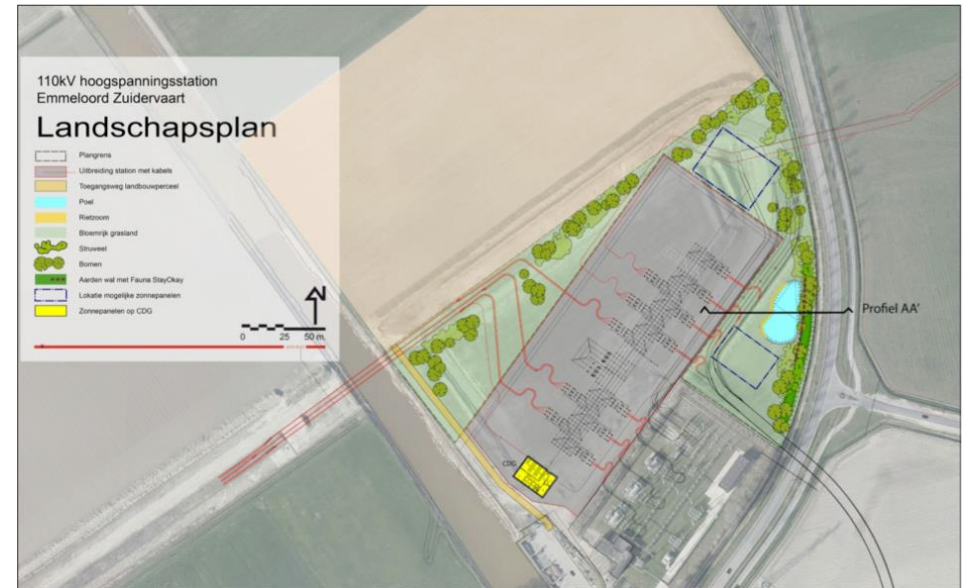 110kV hoogspanningsstation
Emmeloord Zuidervaart
Landschapsplan
Plangrens
Uitbreiding station met kabels
Toegangsweg landbouwperceel
Poel
Rietzoom
Bloemrijk grasland
Struweel
Bomen
Aarden wal met Fauna StayOkay
Lokatie mogelijke zonnepanelen
Zonnepanelen op CDG
N
0 25 50 m.
Profiel AA'
CDG